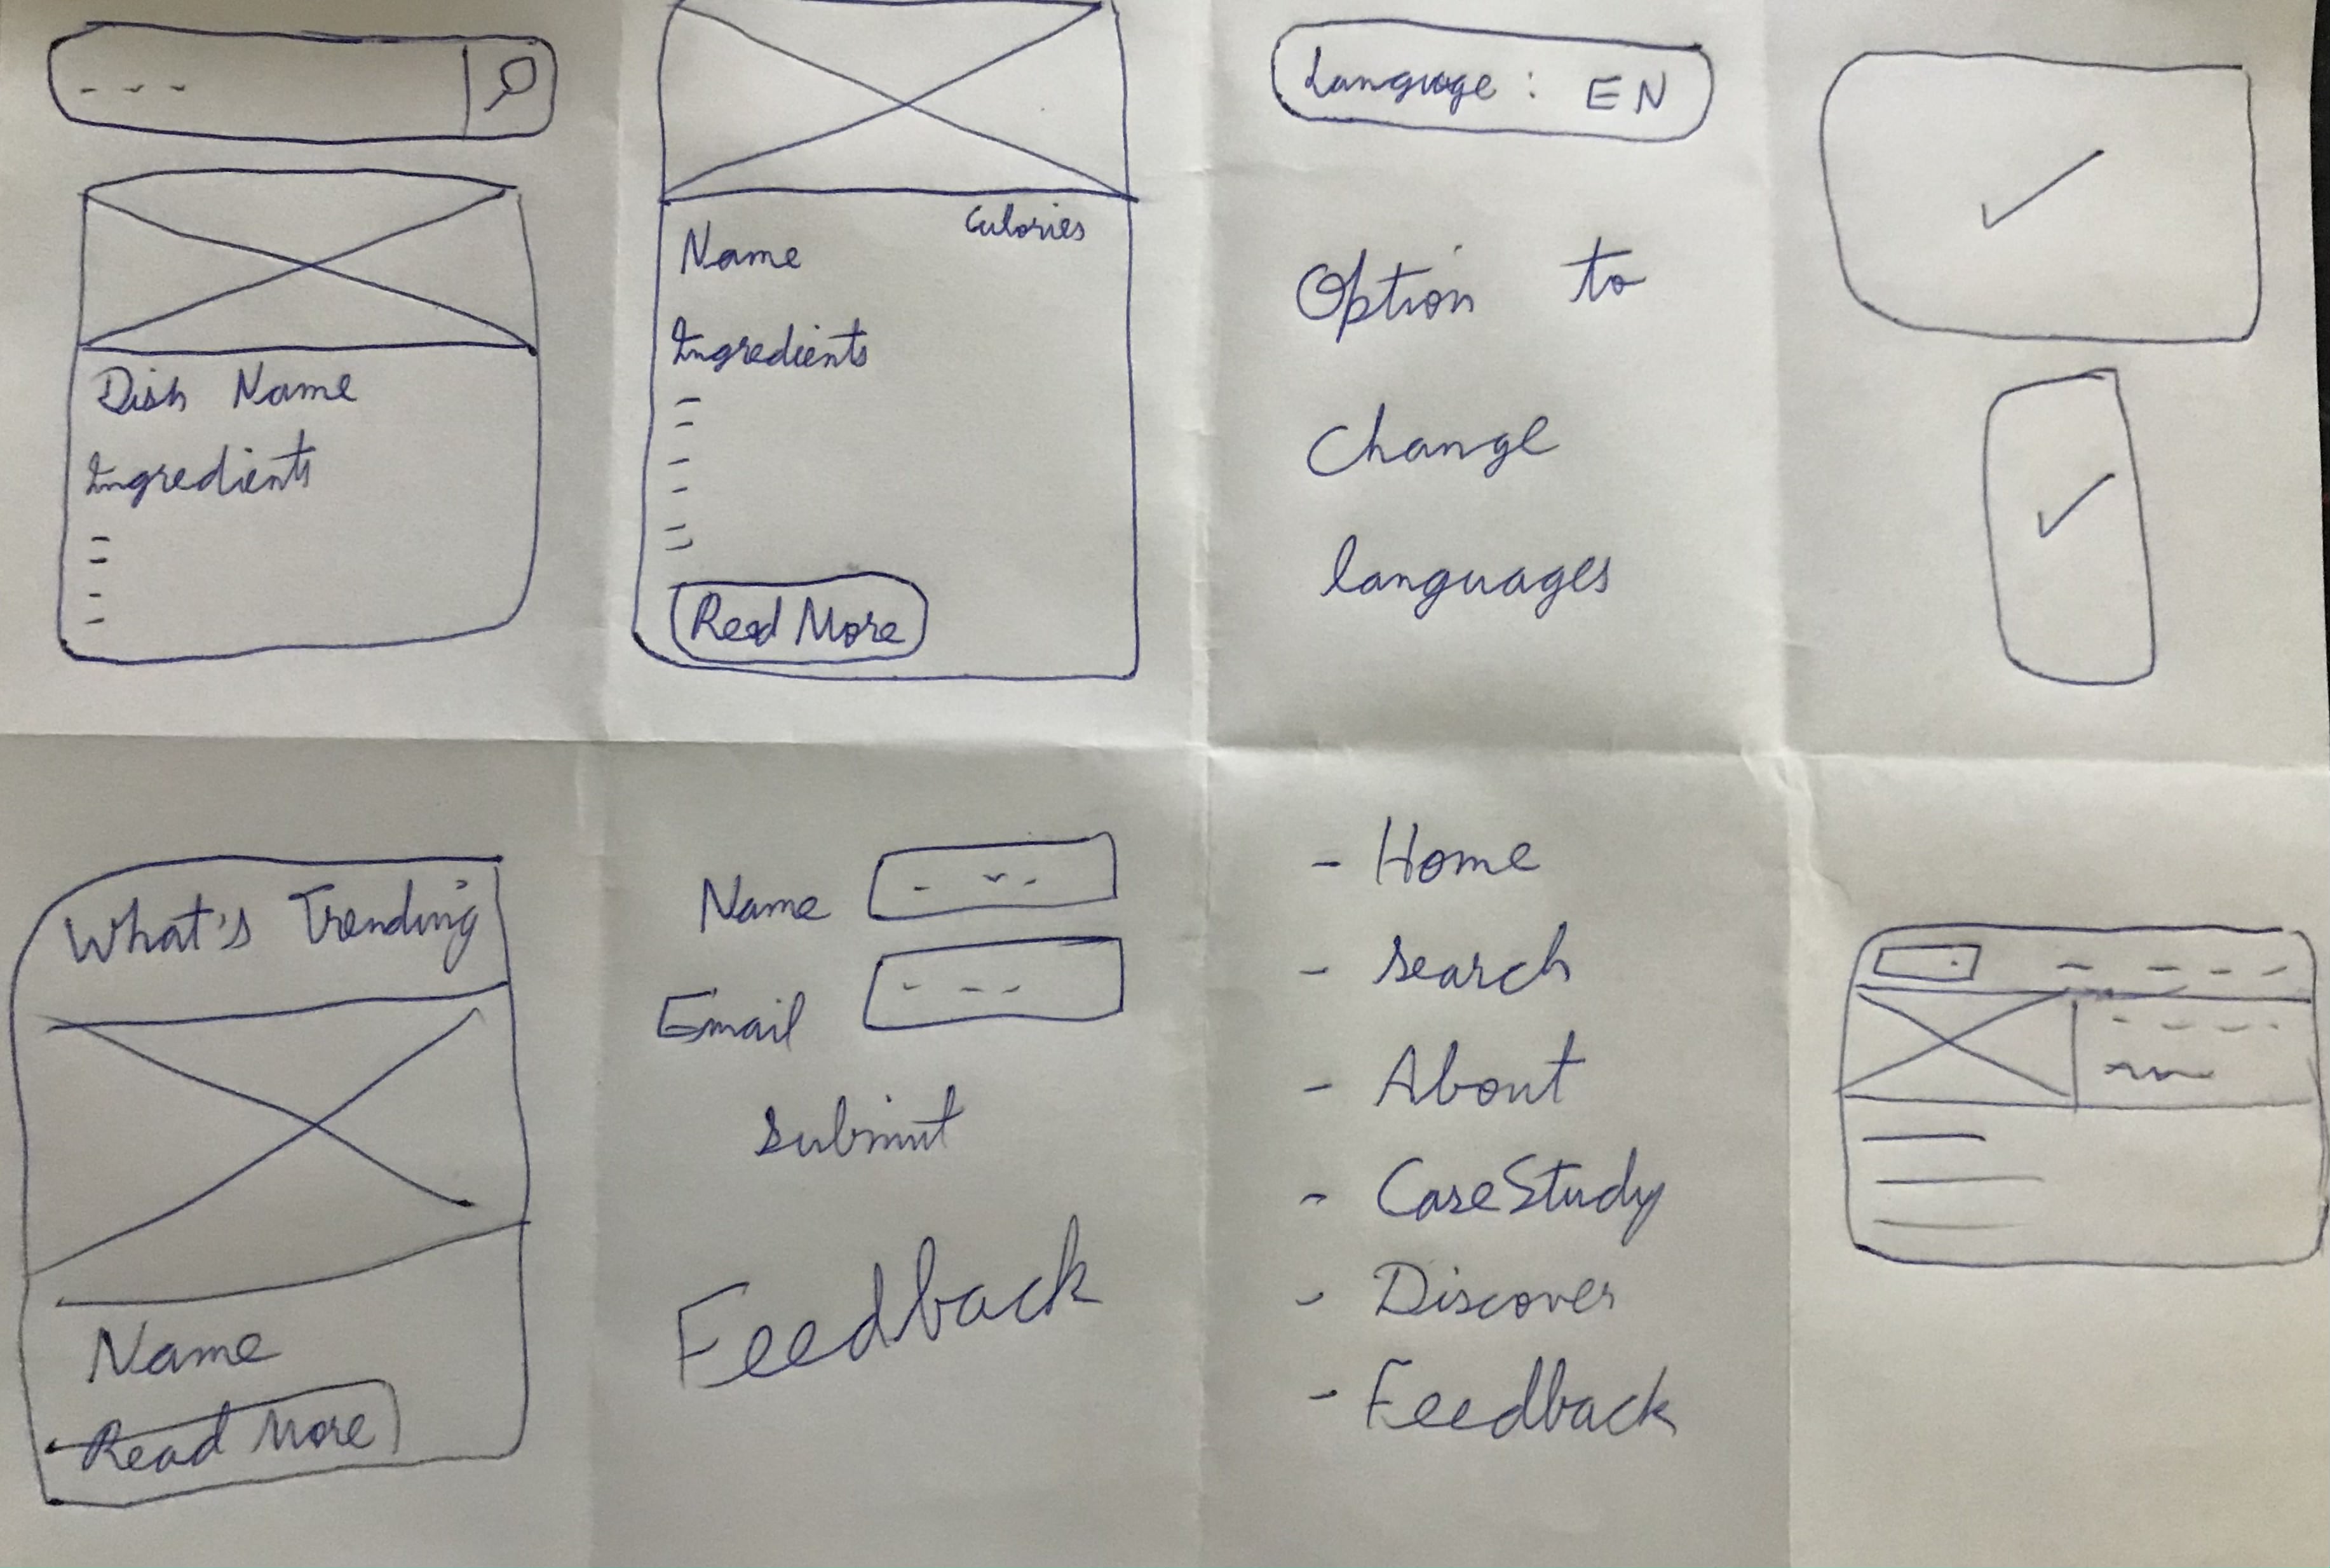 Dish Name
Ingredients
Calories
Name
Ingredients
Read More
Language : EN
Option to
Change
languages
What's Trending
Name
Read More
Name
Email
Submit
Feedback
- Home
- Search
- About
- CaseStudy
- Discover
- Feedback